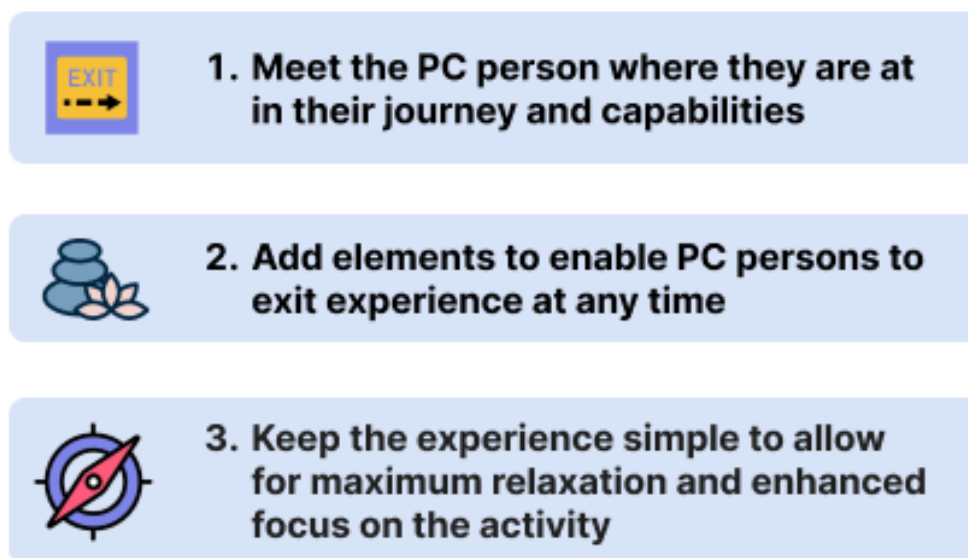 EXIT
1. Meet the PC person where they are at
in their journey and capabilities
2. Add elements to enable PC persons to
exit experience at any time
3. Keep the experience simple to allow
for maximum relaxation and enhanced
focus on the activity